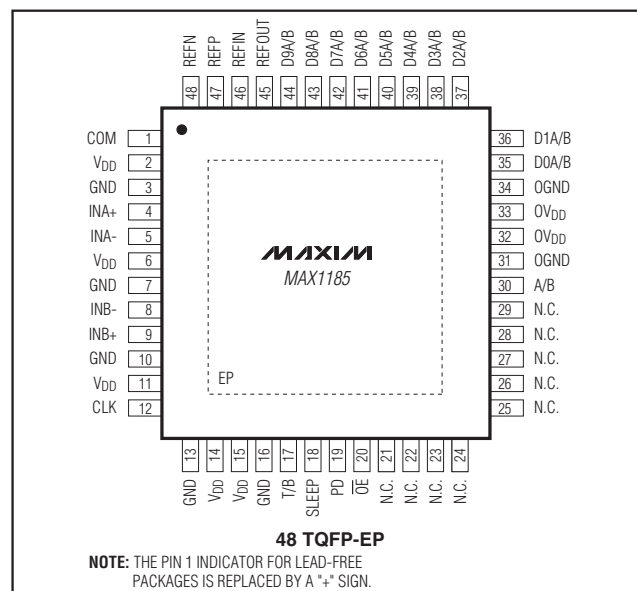 REFN
REFP
REFIN
REFOUT
D9A/B
D8A/B
D7A/B
D6A/B
D5A/B
D4A/B
D3A/B
D2A/B
48
47
46
45
44
43
42
41
40
39
38
37
COM 1
VDD 2
GND 3
INA+ 4
INA- 5
VDD 6
GND 7
INB- 8
INB+ 9
GND 10
VDD 11
CLK 12
MAXIM
MAX1185
EP
36 D1A/B
35 D0A/B
34 OGND
33 OVDD
32 OVDD
31 OGND
30 A/B
29 N.C.
28 N.C.
27 N.C.
26 N.C.
25 N.C.
13
14
15
16
17
18
19
20
21
22
23
24
GND
VDD
VDD
GND
T/B
SLEEP
PD
O̅E̅
N.C.
N.C.
N.C.
N.C.
48 TQFP-EP
NOTE: THE PIN 1 INDICATOR FOR LEAD-FREE
PACKAGES IS REPLACED BY A "+" SIGN.